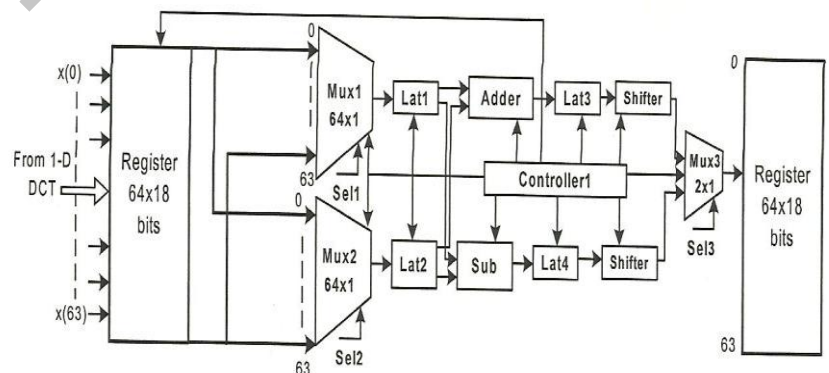 x(0)
From 1-D
DCT
x(63)
Register
64x18
bits
0
Mux1
64x1
63
Sel1
0
Mux2
64x1
63
Sel2
Lat1
Adder
Lat3
Shifter
Controller1
Lat2
Sub
Lat4
Shifter
Mux3
2x1
Sel3
0
Register
64x18
bits
63